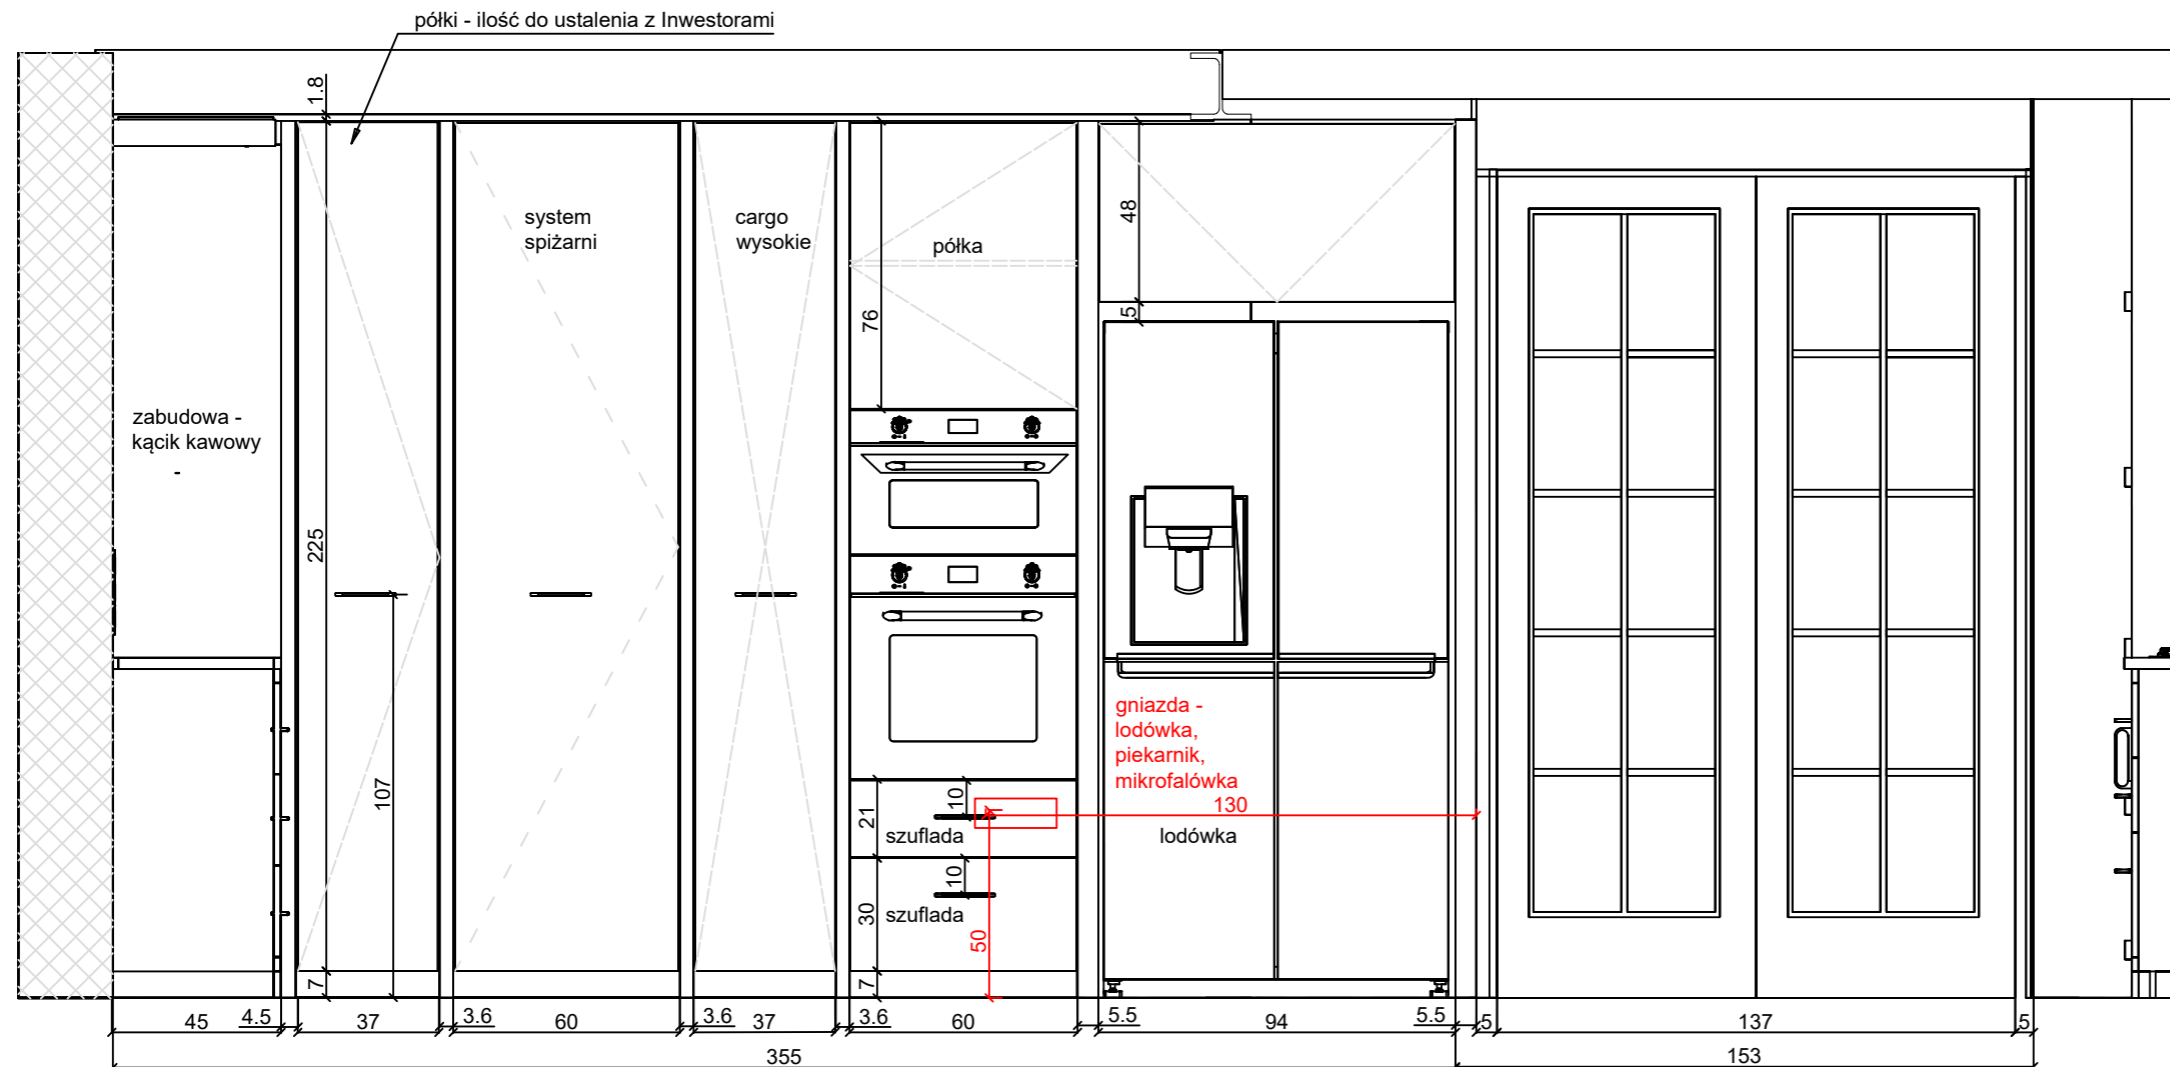 półki - ilość do ustalenia z Inwestorami
1.8
system
spiżarni
cargo
wysokie
półka
48
5
76
zabudowa -
kącik kawowy
-
225
107
gniazda -
lodówka,
piekarnik,
mikrofalówka
130
10
21
szuflada
lodówka
10
30
szuflada
50
7
7
45
4.5
37
3.6
60
3.6
37
3.6
60
5.5
94
5.5
5
137
5
355
153